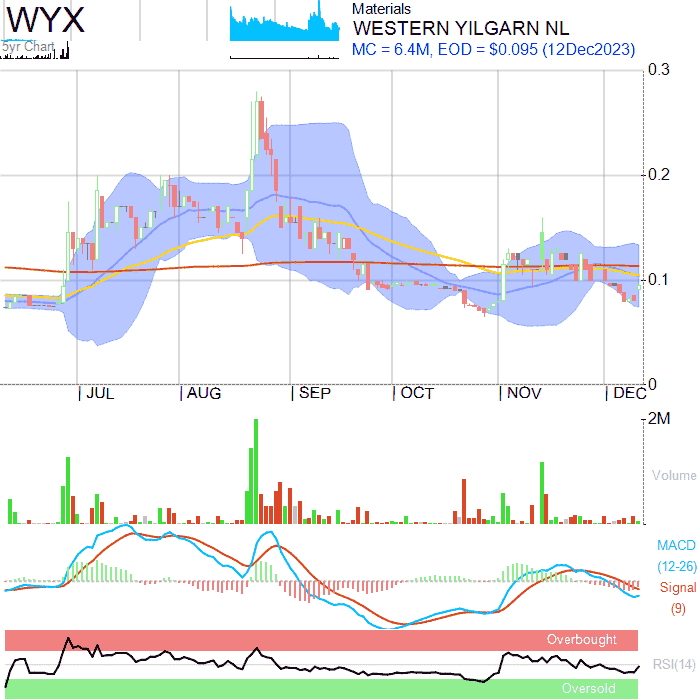 WYX
5yr Chart
Materials
WESTERN YILGARN NL
MC = 6.4M, EOD = $0.095 (12Dec2023)
0.3
0.2
0.1
0
JUL
AUG
SEP
OCT
NOV
DEC
2M
Volume
MACD
(12-26)
Signal
(9)
Overbought
RSI(14)
Oversold